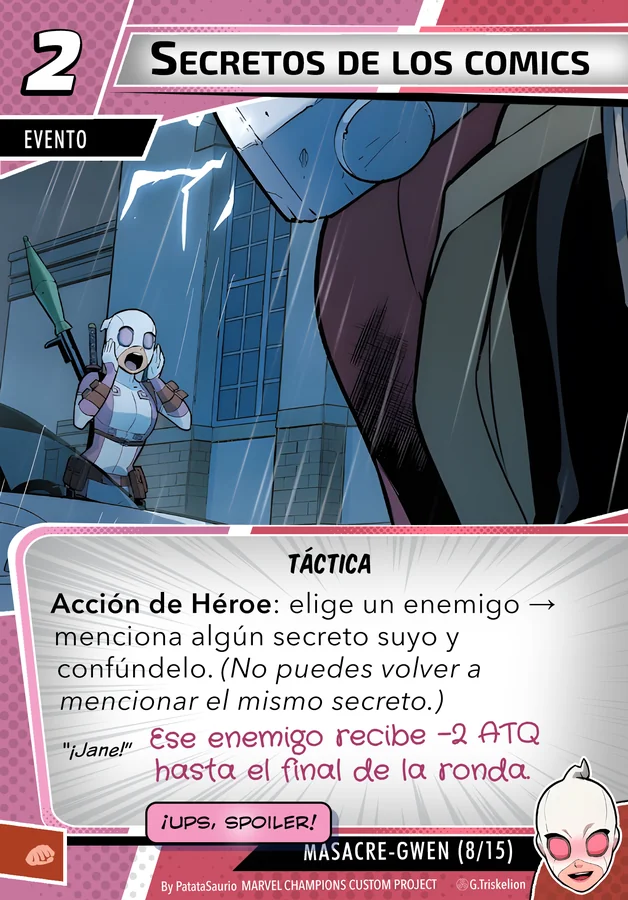 2
SECRETOS DE LOS COMICS
EVENTO
TÁCTICA
Acción de Héroe: elige un enemigo →
menciona algún secreto suyo y
confúndelo. (No puedes volver a
mencionar el mismo secreto.)
"¡Jane!" Ese enemigo recibe -2 ATQ
hasta el final de la ronda.
¡UPS, SPOILER!
MASACRE-GWEN (8/15)
By PatataSaurio MARVEL CHAMPIONS CUSTOM PROJECT @G.Triskelion